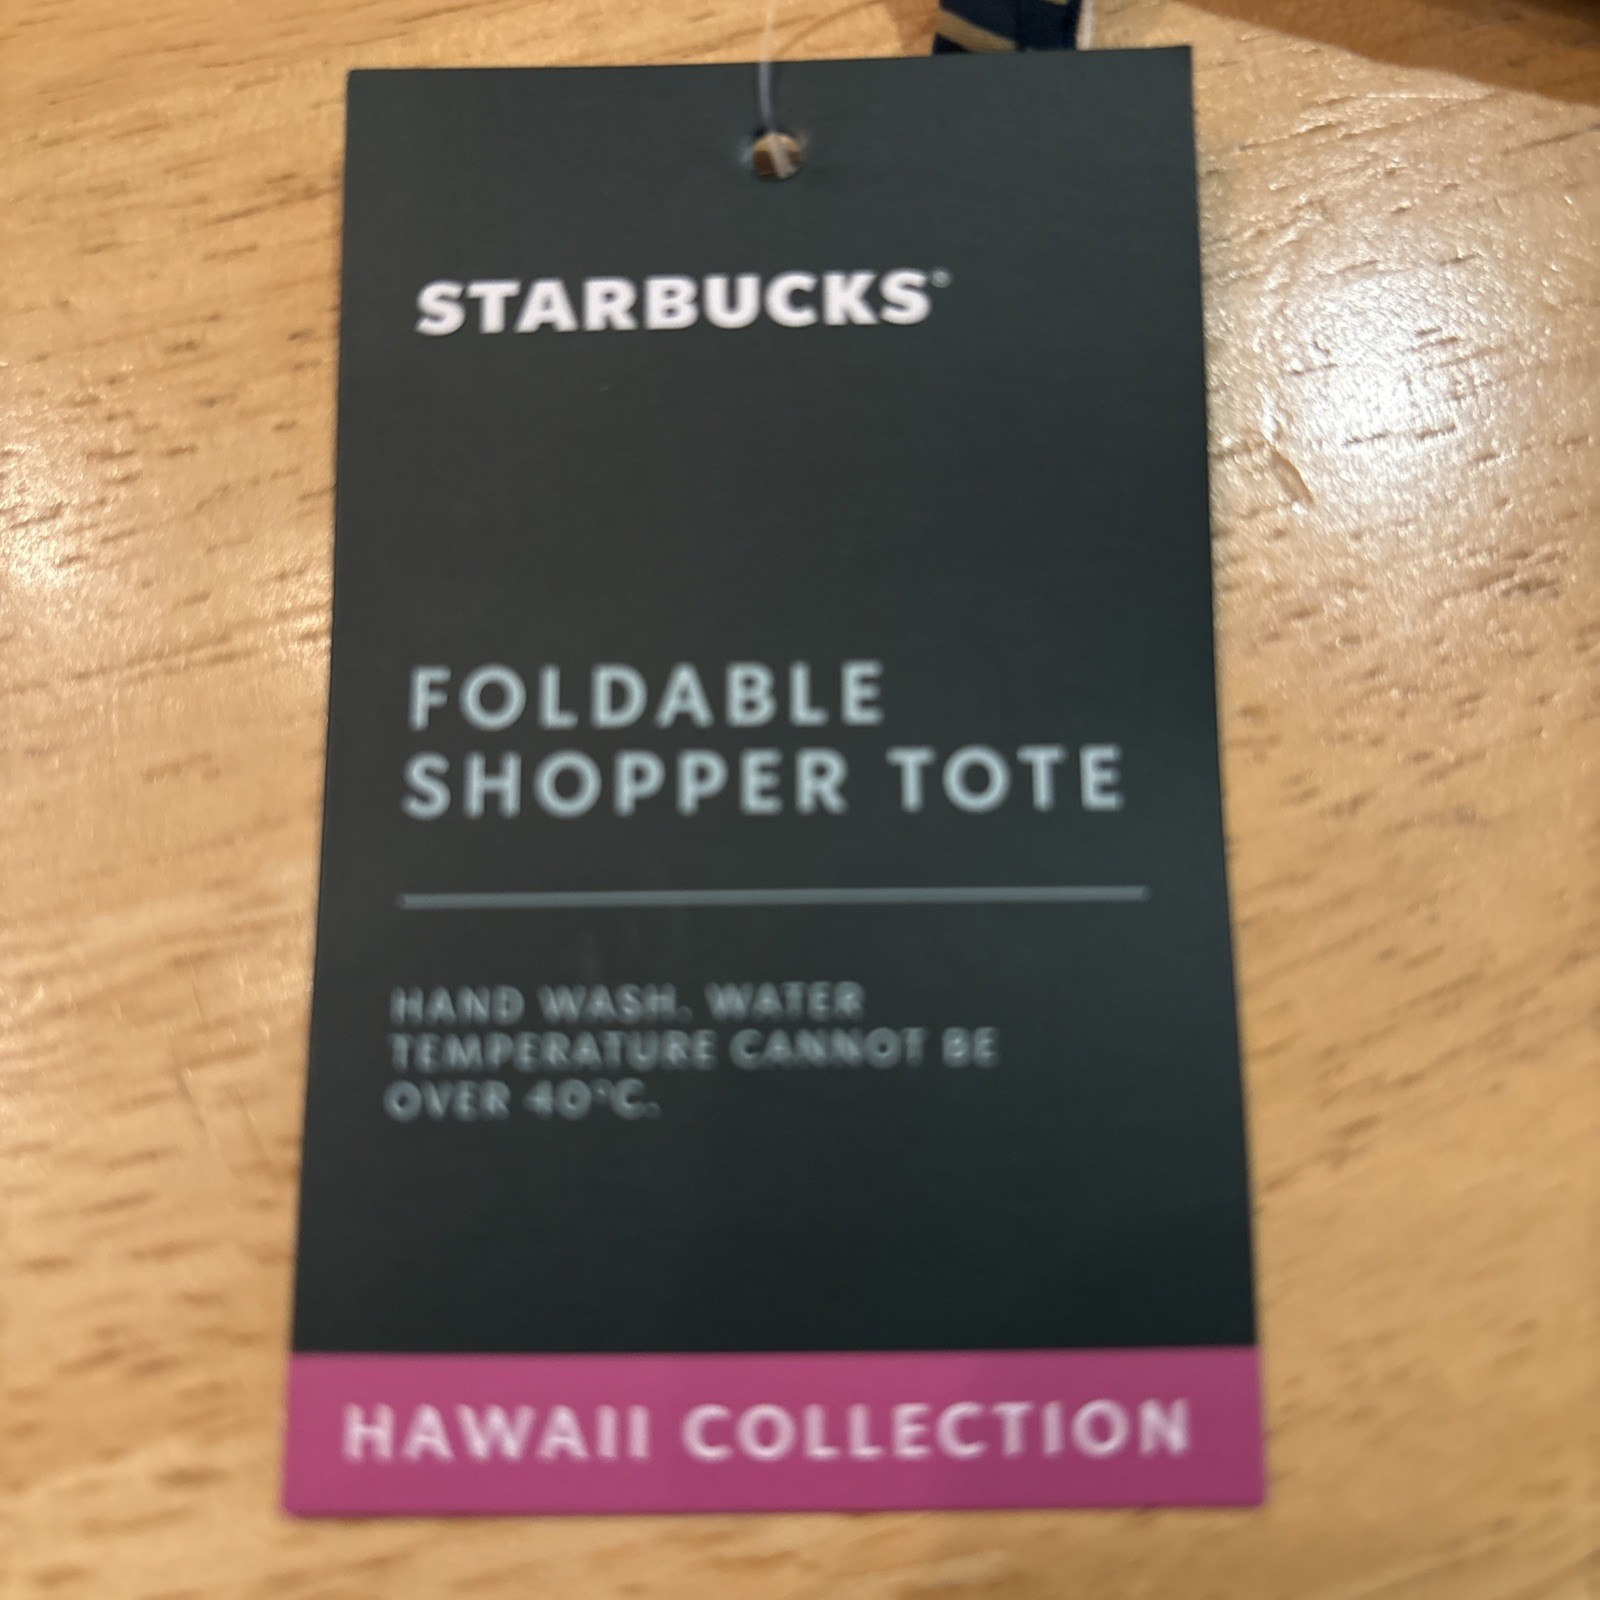 STARBUCKS®
FOLDABLE
SHOPPER TOTE
HAND WASH. WATER
TEMPERATURE CANNOT BE
OVER 40°C.
HAWAII COLLECTION